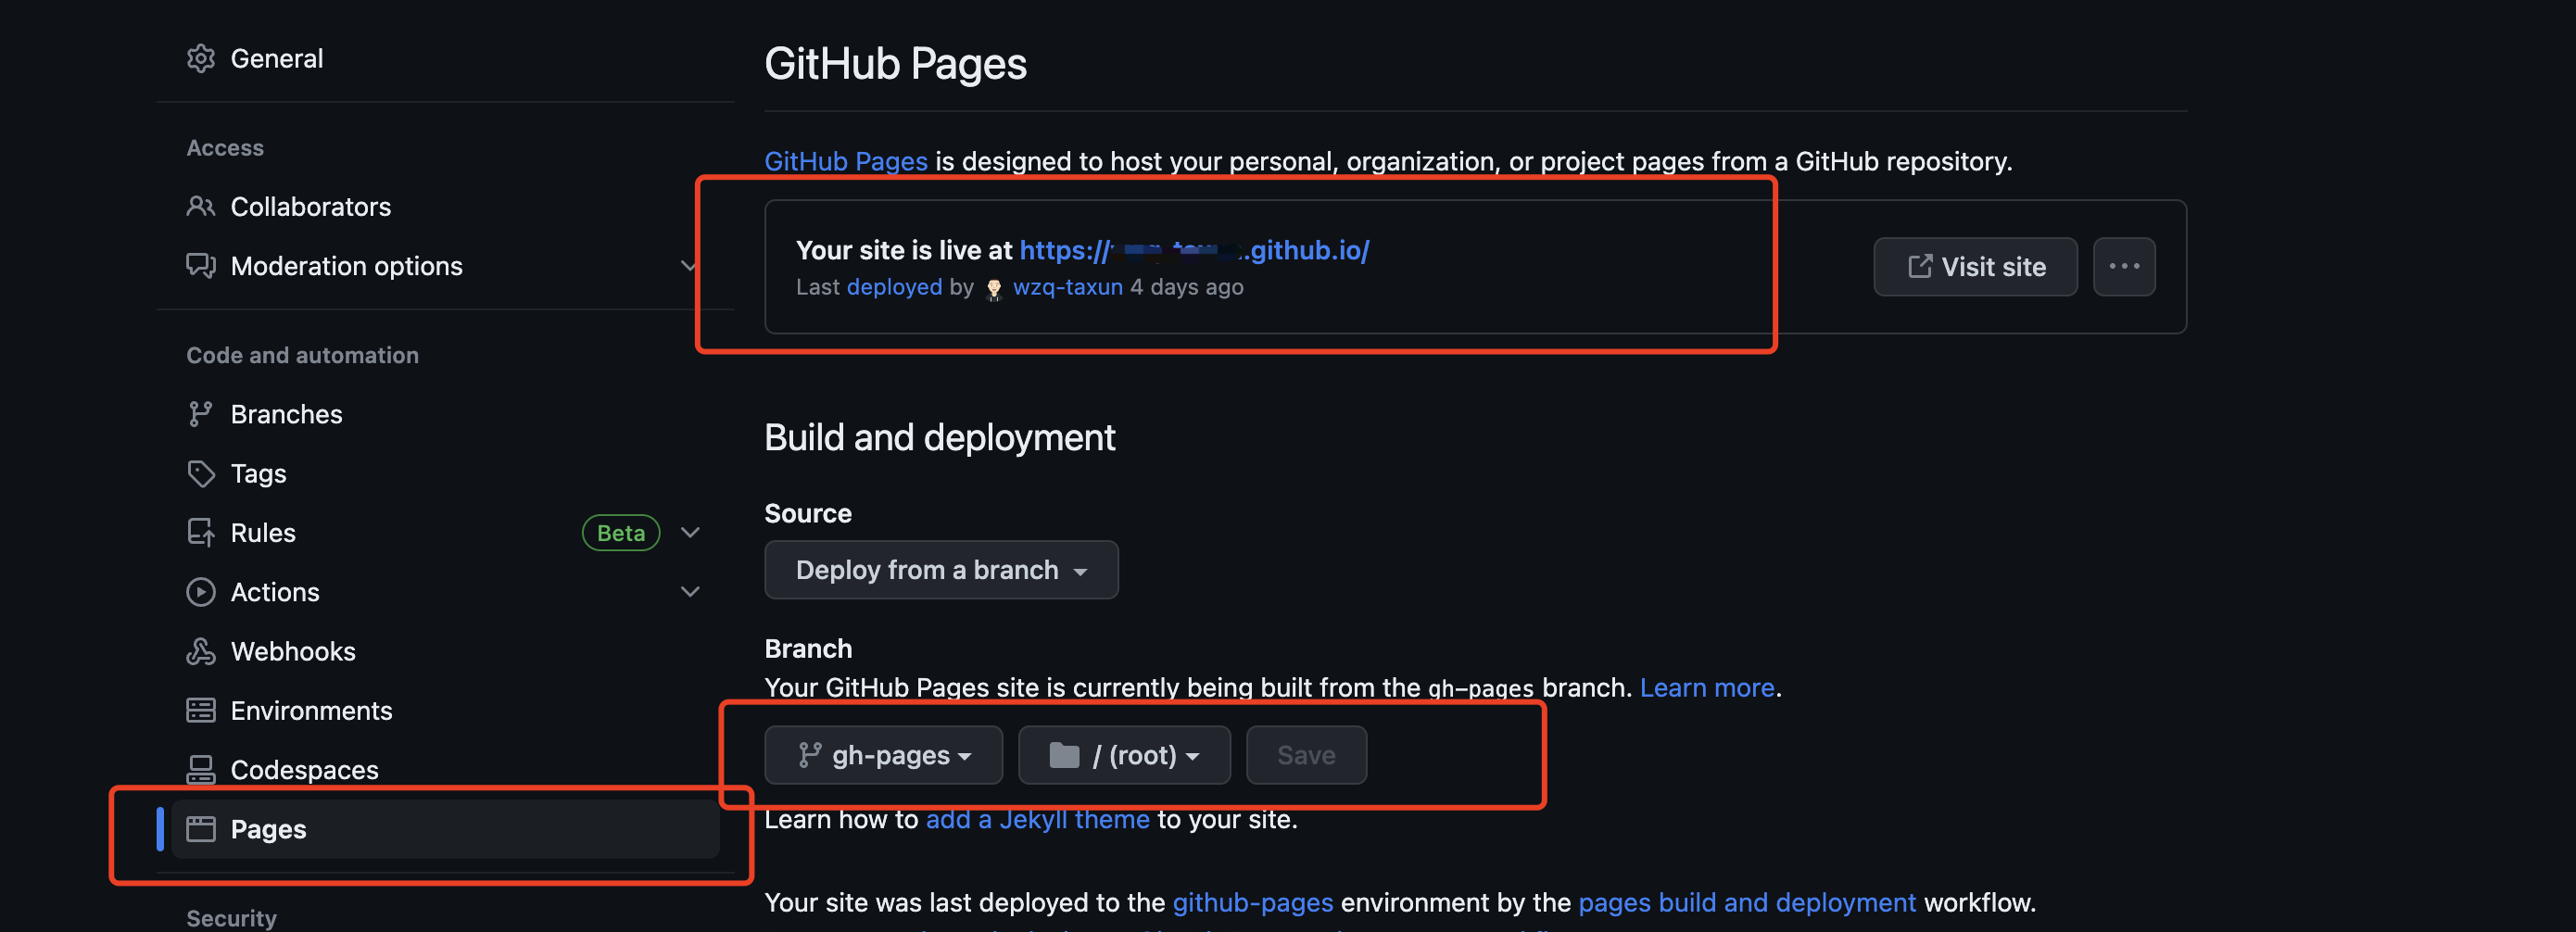 General
Access
Collaborators
Moderation options
Code and automation
Branches
Tags
Rules Beta
Actions
Webhooks
Environments
Codespaces
Pages
Security
GitHub Pages
GitHub Pages is designed to host your personal, organization, or project pages from a GitHub repository.
Your site is live at https:// .github.io/
Last deployed by wzq-taxun 4 days ago
Visit site
Build and deployment
Source
Deploy from a branch
Branch
Your GitHub Pages site is currently being built from the gh-pages branch. Learn more.
gh-pages / (root) Save
Learn how to add a Jekyll theme to your site.
Your site was last deployed to the github-pages environment by the pages build and deployment workflow.